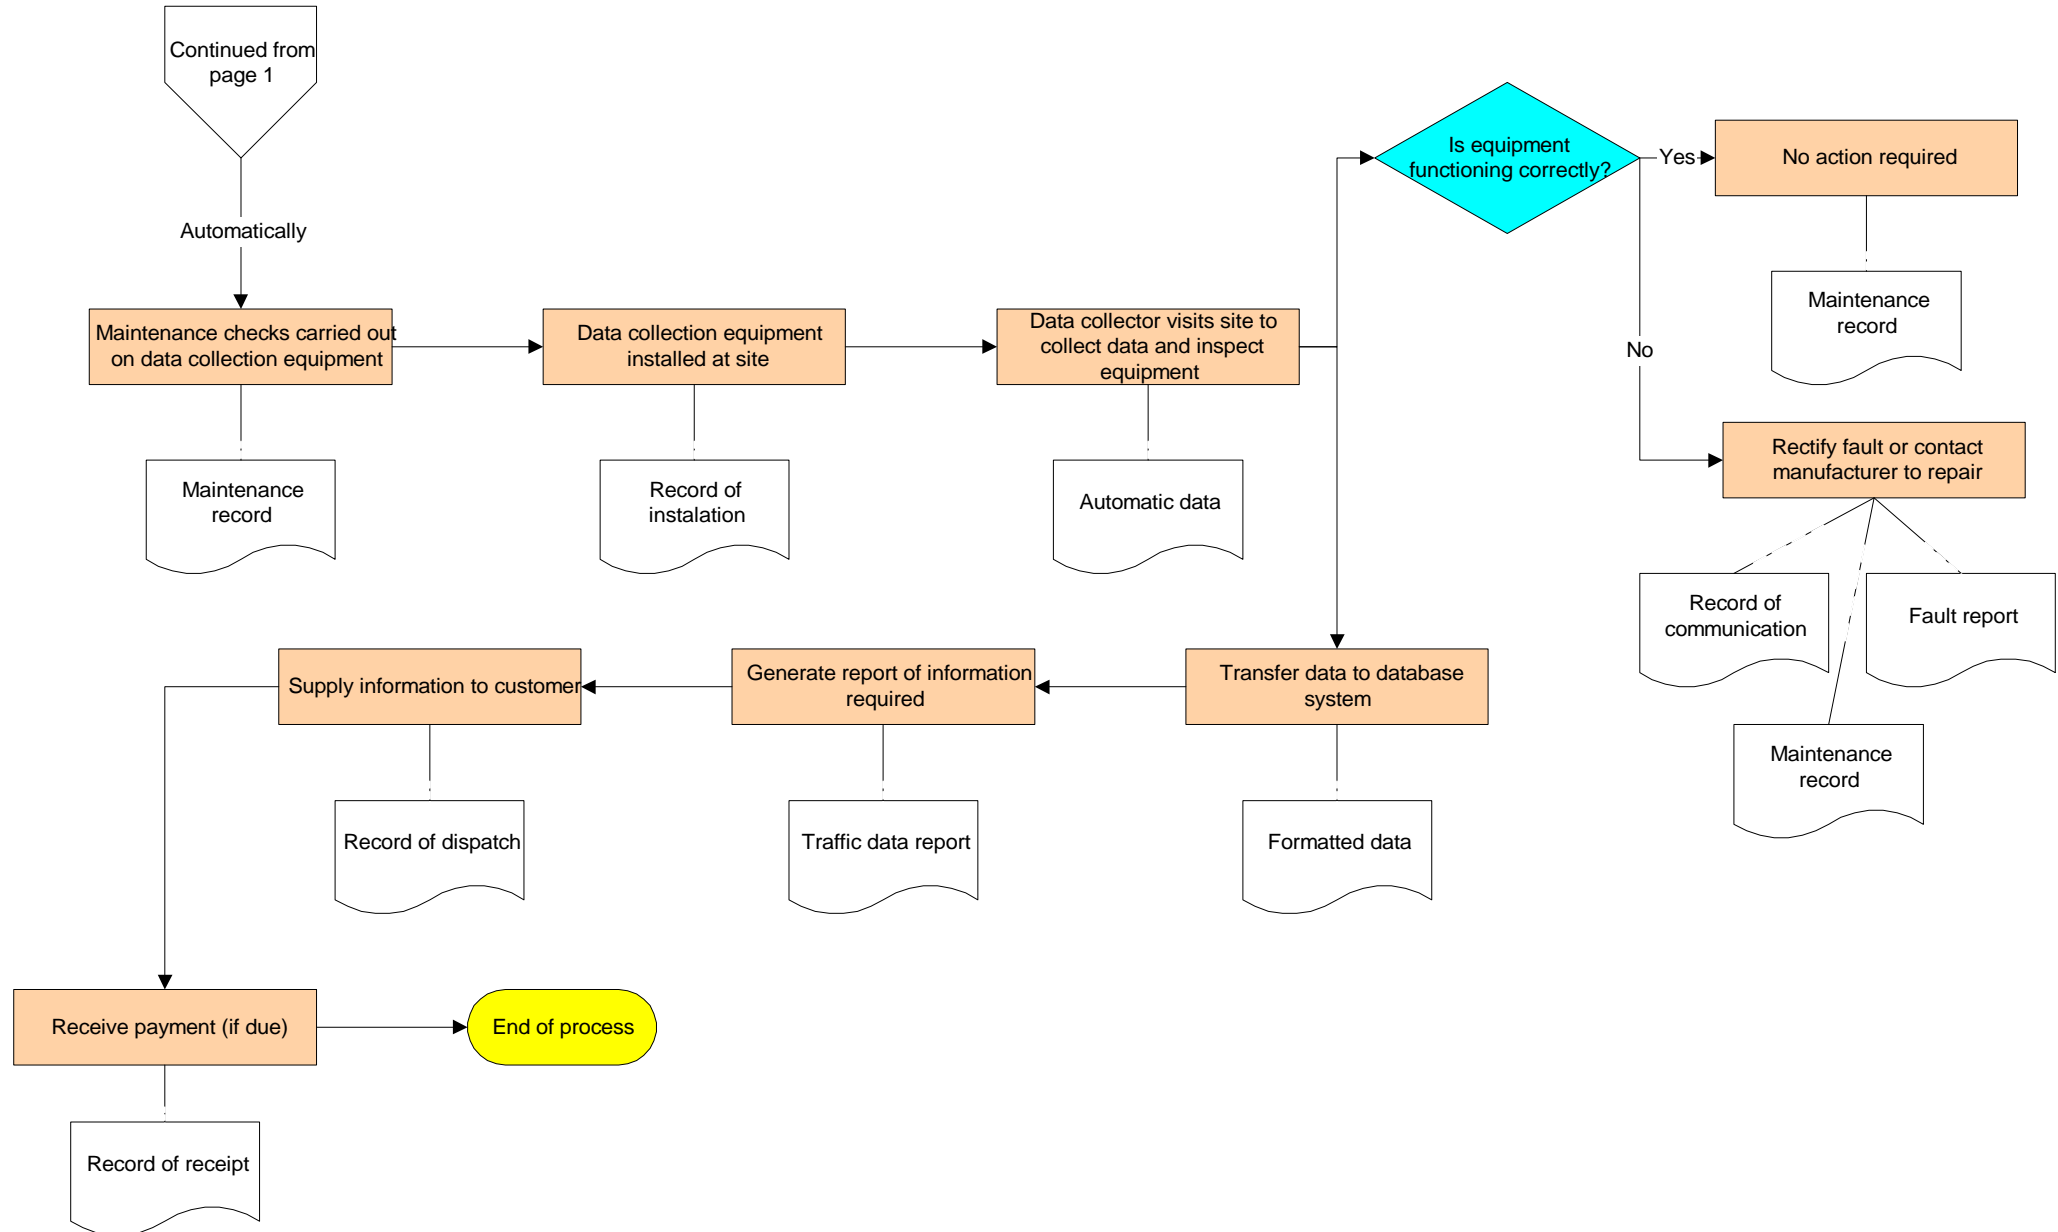 Continued from
page 1
Automatically
Is equipment
functioning correctly?
Yes
No action required
Maintenance
record
No
Maintenance checks carried out
on data collection equipment
Data collection equipment
installed at site
Data collector visits site to
collect data and inspect
equipment
Rectify fault or contact
manufacturer to repair
Maintenance
record
Record of
instalation
Automatic data
Record of
communication
Fault report
Maintenance
record
Supply information to customer
Generate report of information
required
Transfer data to database
system
Record of dispatch
Traffic data report
Formatted data
Receive payment (if due)
End of process
Record of receipt